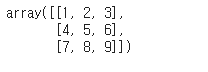 array([[1, 2, 3],
       [4, 5, 6],
       [7, 8, 9]])